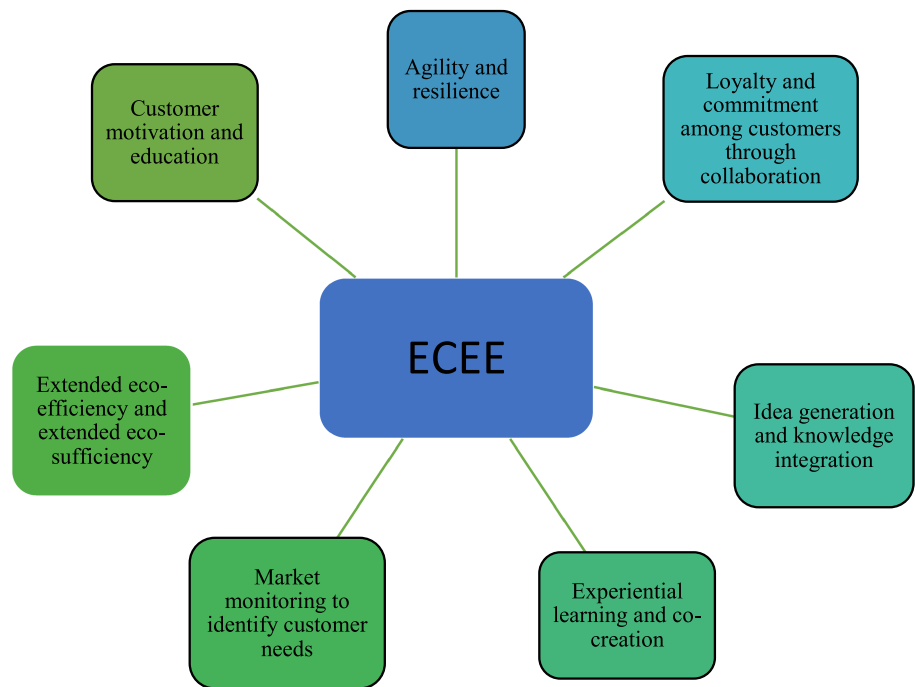 Agility and
resilience
Loyalty and
commitment
among customers
through
collaboration
Customer
motivation and
education
ECEE
Extended eco-
efficiency and
extended eco-
sufficiency
Idea generation
and knowledge
integration
Market
monitoring to
identify customer
needs
Experiential
learning and co-
creation